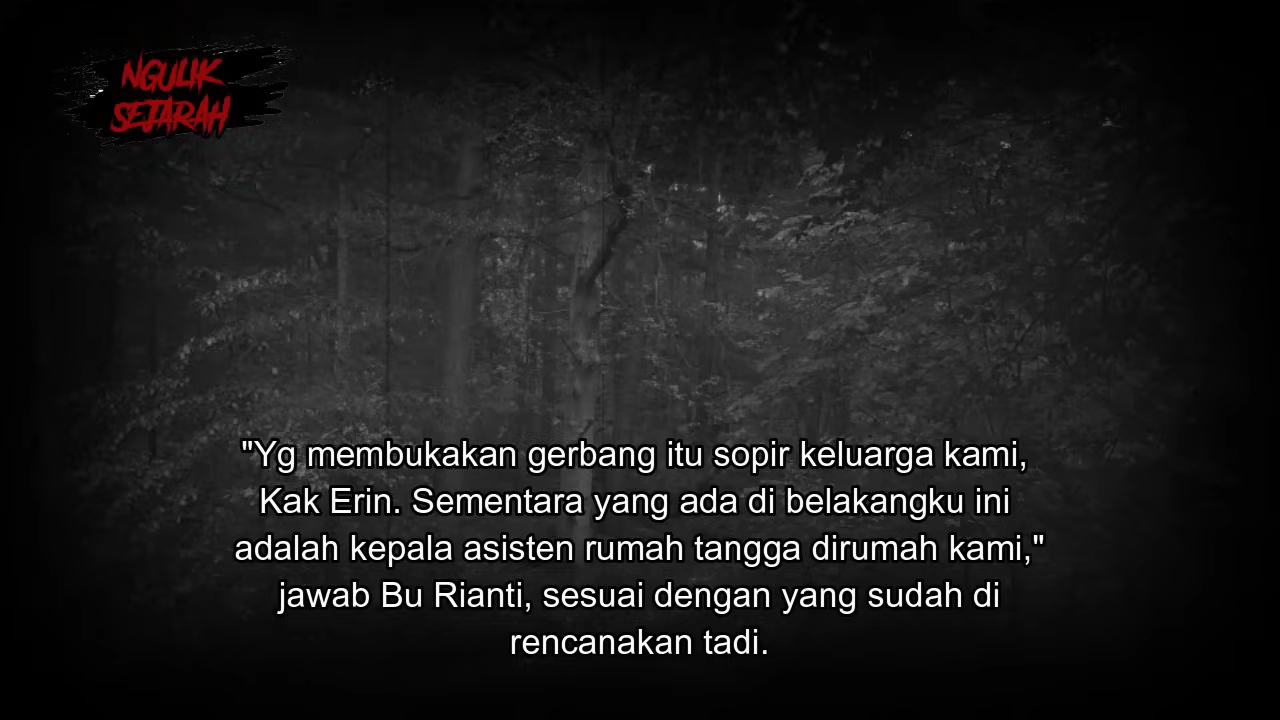 NGULIK
SEJARAH
"Yg membukakan gerbang itu sopir keluarga kami,
Kak Erin. Sementara yang ada di belakangku ini
adalah kepala asisten rumah tangga dirumah kami,"
jawab Bu Rianti, sesuai dengan yang sudah di
rencanakan tadi.